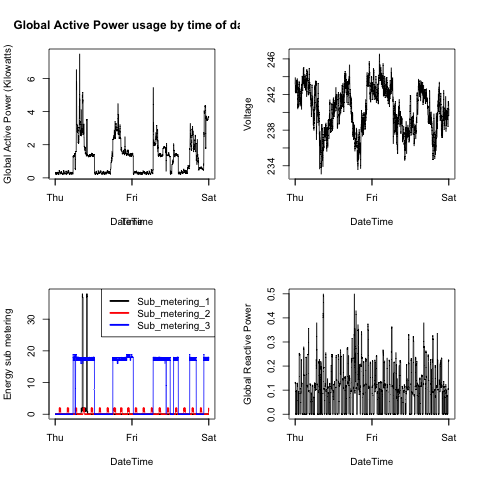 Global Active Power usage by time of da
Global Active Power (Kilowatts)
0 2 4 6
Thu Fri Sat
DateTime
Voltage
234 238 242 246
Thu Fri Sat
DateTime
Energy sub metering
0 10 20 30
Sub_metering_1
Sub_metering_2
Sub_metering_3
Thu Fri Sat
DateTime
Global Reactive Power
0.0 0.1 0.2 0.3 0.4 0.5
Thu Fri Sat
DateTime